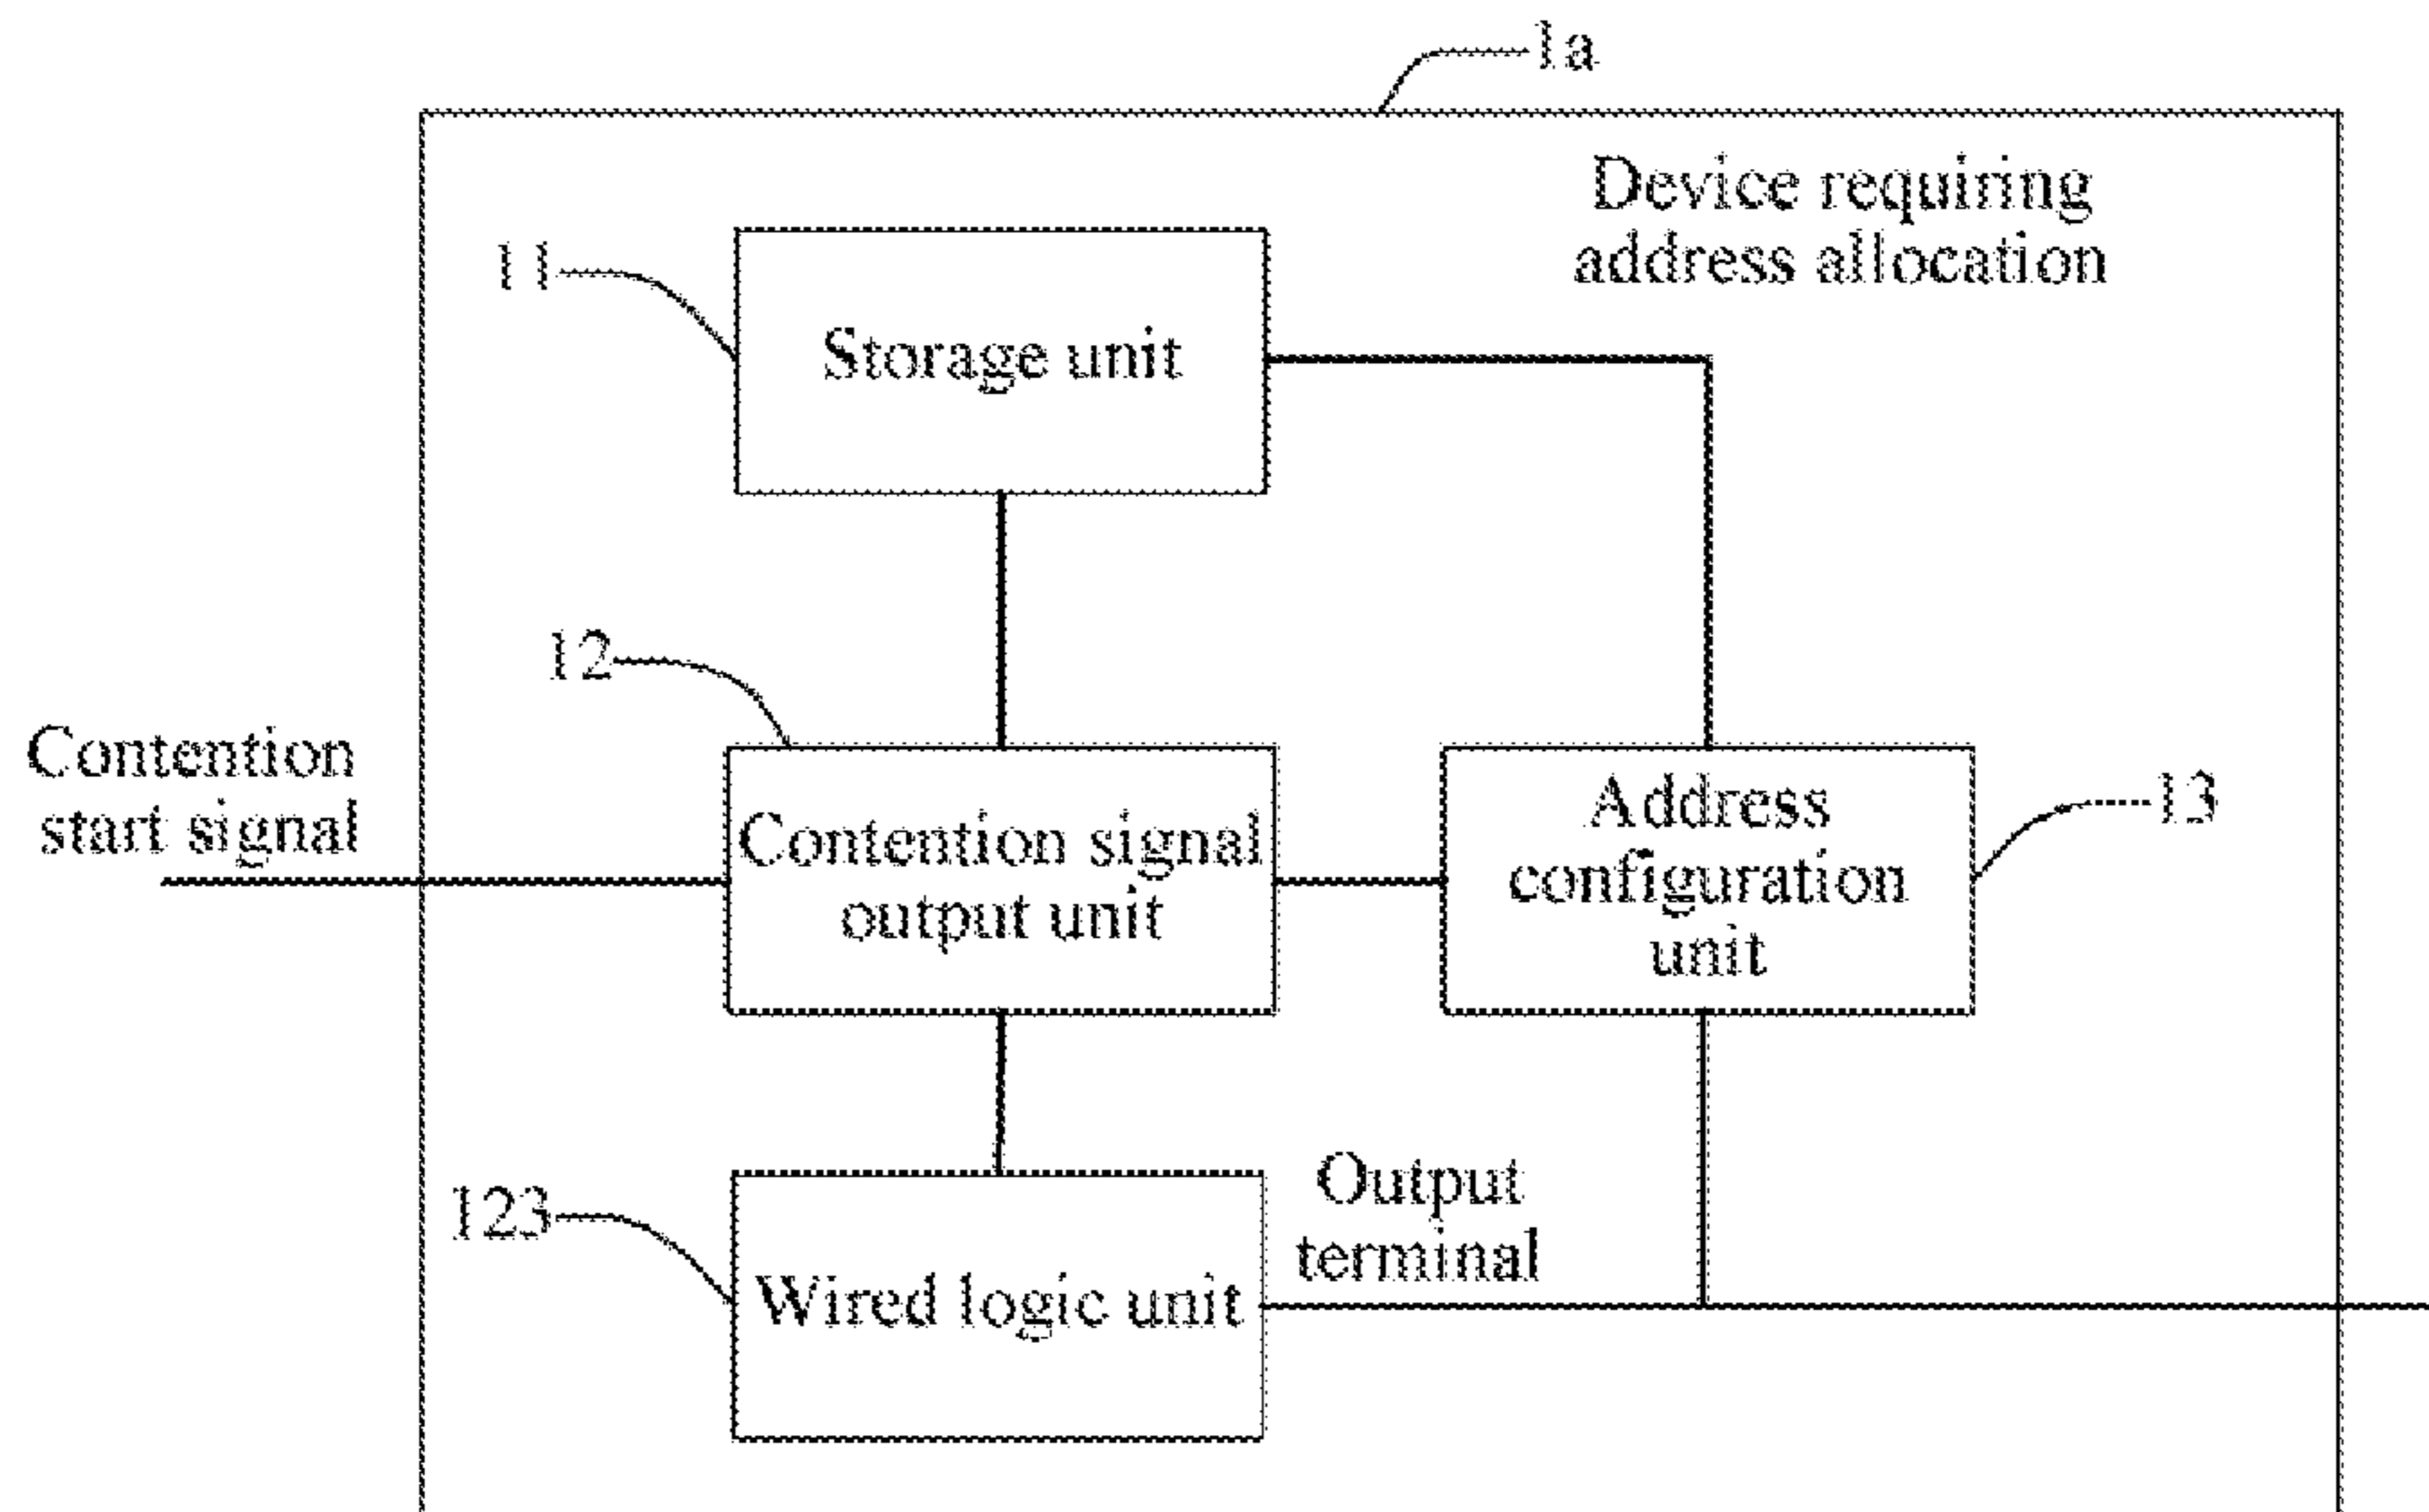 1a
Device requiring
address allocation
11
Storage unit
12
Contention
start signal
Contention signal
output unit
Address
configuration
unit
13
Output
terminal
123
Wired logic unit